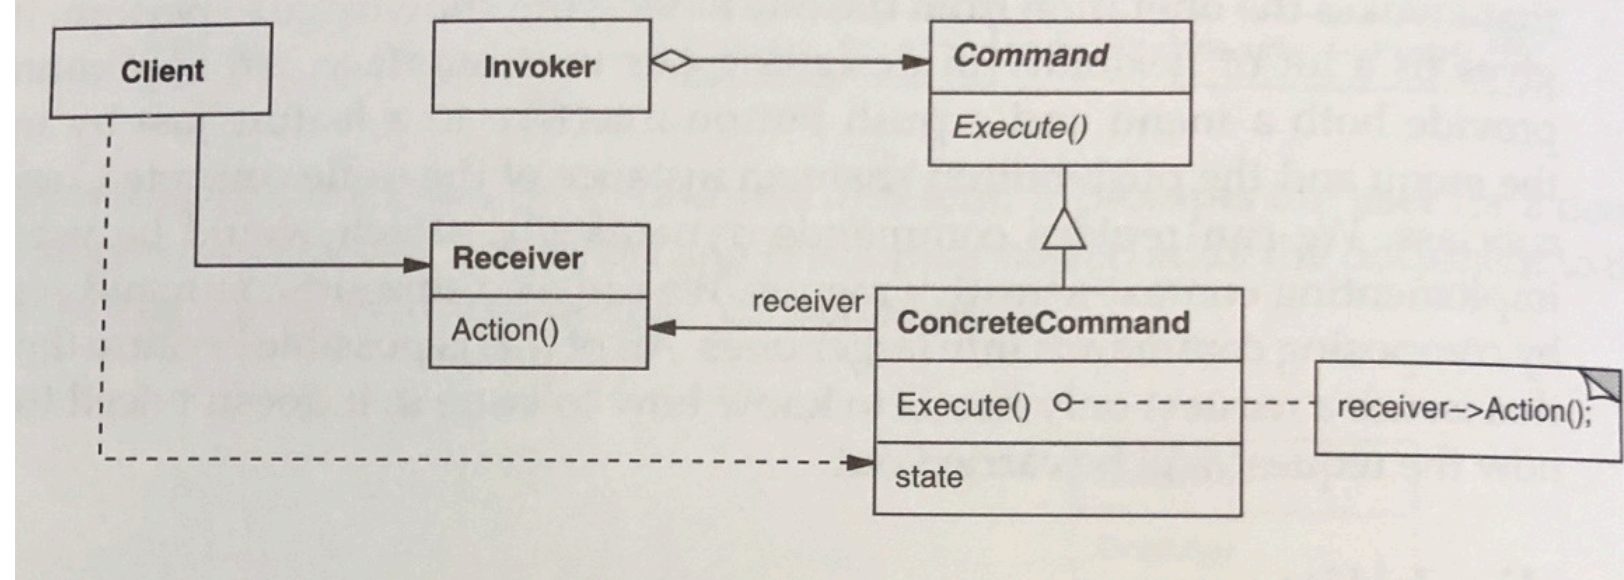 Client
Invoker
Command
Execute()
Receiver
Action()
receiver
ConcreteCommand
Execute()
receiver->Action();
state